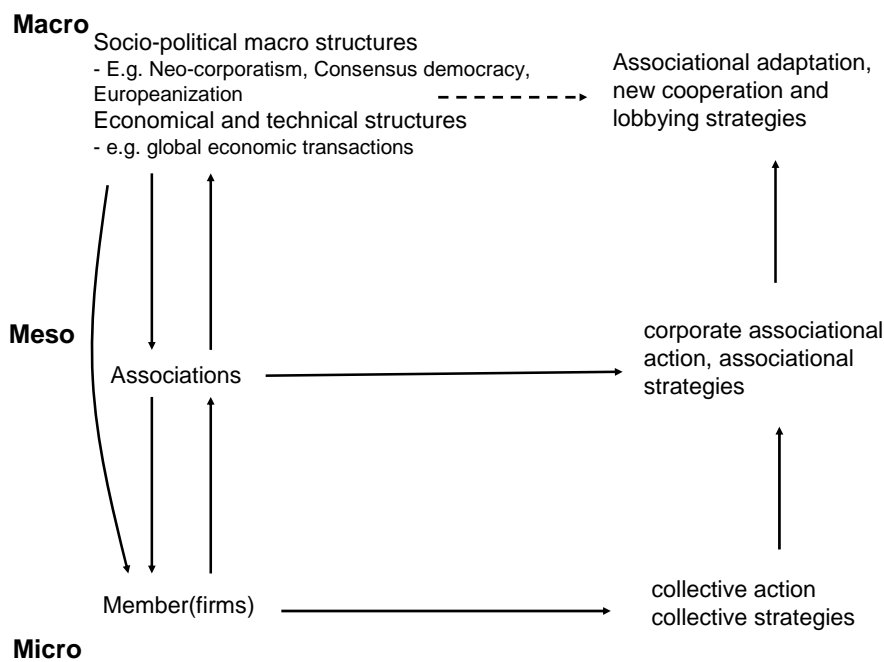 Macro
Socio-political macro structures
- E.g. Neo-corporatism, Consensus democracy,
Europeanization
Economical and technical structures
- e.g. global economic transactions
Associational adaptation,
new cooperation and
lobbying strategies
Meso
Associations
corporate associational
action, associational
strategies
Member(firms)
collective action
collective strategies
Micro